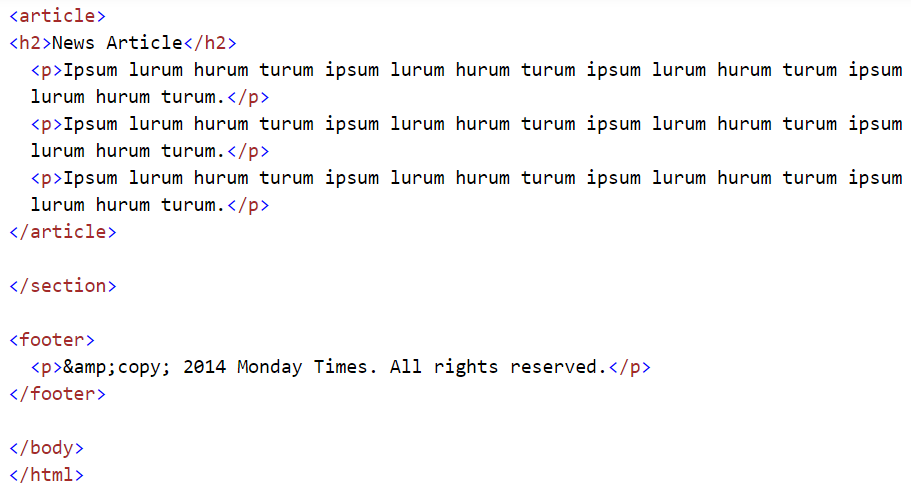 <article>
<h2>News Article</h2>
<p>Ipsum lurum hurum turum ipsum lurum hurum turum ipsum lurum hurum turum ipsum
lurum hurum turum.</p>
<p>Ipsum lurum hurum turum ipsum lurum hurum turum ipsum lurum hurum turum ipsum
lurum hurum turum.</p>
<p>Ipsum lurum hurum turum ipsum lurum hurum turum ipsum lurum hurum turum ipsum
lurum hurum turum.</p>
</article>
</section>
<footer>
<p>&amp;copy; 2014 Monday Times. All rights reserved.</p>
</footer>
</body>
</html>